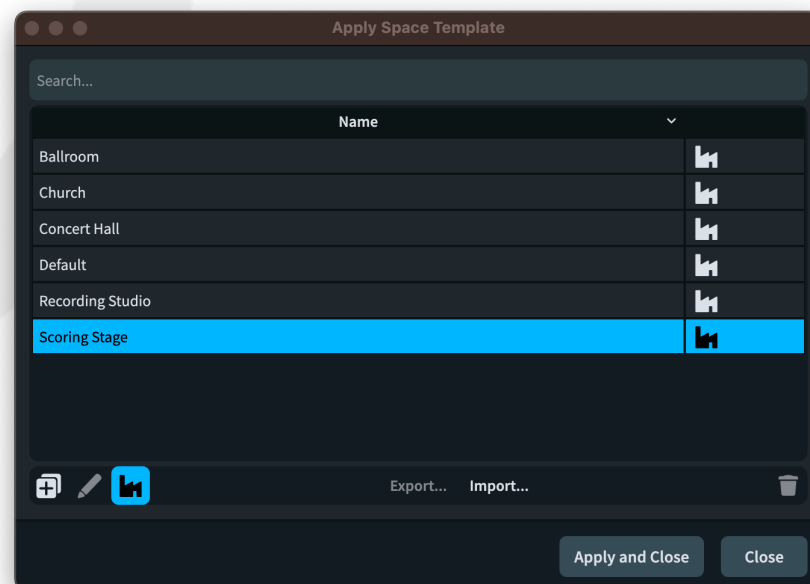 Apply Space Template
Search...
Name
Ballroom
Church
Concert Hall
Default
Recording Studio
Scoring Stage
Export... Import...
Apply and Close Close